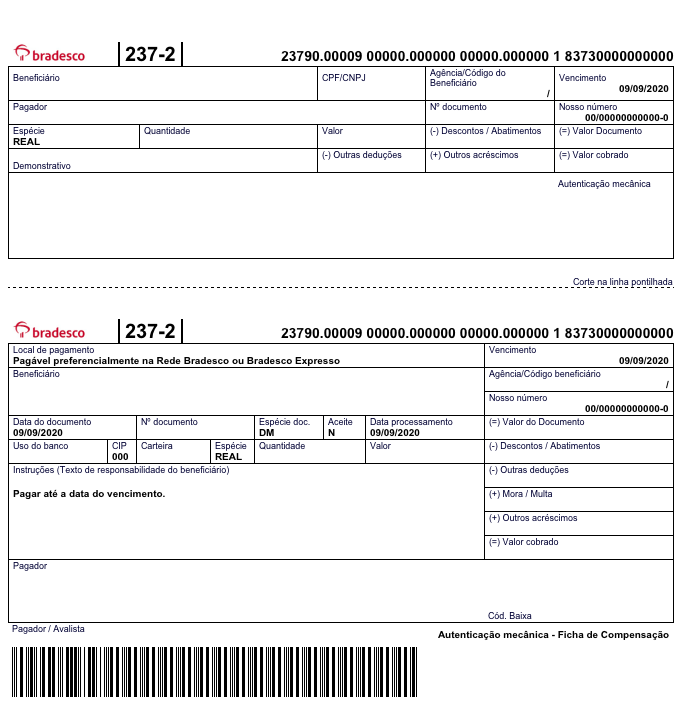 bradesco 237-2 23790.00009 00000.000000 00000.000000 1 83730000000000
Beneficiário CPF/CNPJ Agência/Código do Beneficiário Vencimento
/ 09/09/2020
Pagador Nº documento Nosso número
00/00000000000-0
Espécie Quantidade Valor (-) Descontos / Abatimentos (=) Valor Documento
REAL
Demonstrativo (-) Outras deduções (+) Outros acréscimos (=) Valor cobrado
Autenticação mecânica
Corte na linha pontilhada
bradesco 237-2 23790.00009 00000.000000 00000.000000 1 83730000000000
Local de pagamento Vencimento
Pagável preferencialmente na Rede Bradesco ou Bradesco Expresso 09/09/2020
Beneficiário Agência/Código beneficiário
/
Nosso número
00/00000000000-0
Data do documento Nº documento Espécie doc. Aceite Data processamento (=) Valor do Documento
09/09/2020 DM N 09/09/2020
Uso do banco CIP Carteira Espécie Quantidade Valor (-) Descontos / Abatimentos
000 REAL
Instruções (Texto de responsabilidade do beneficiário) (-) Outras deduções
Pagar até a data do vencimento. (+) Mora / Multa
(+) Outros acréscimos
(=) Valor cobrado
Pagador
Cód. Baixa
Pagador / Avalista
Autenticação mecânica - Ficha de Compensação